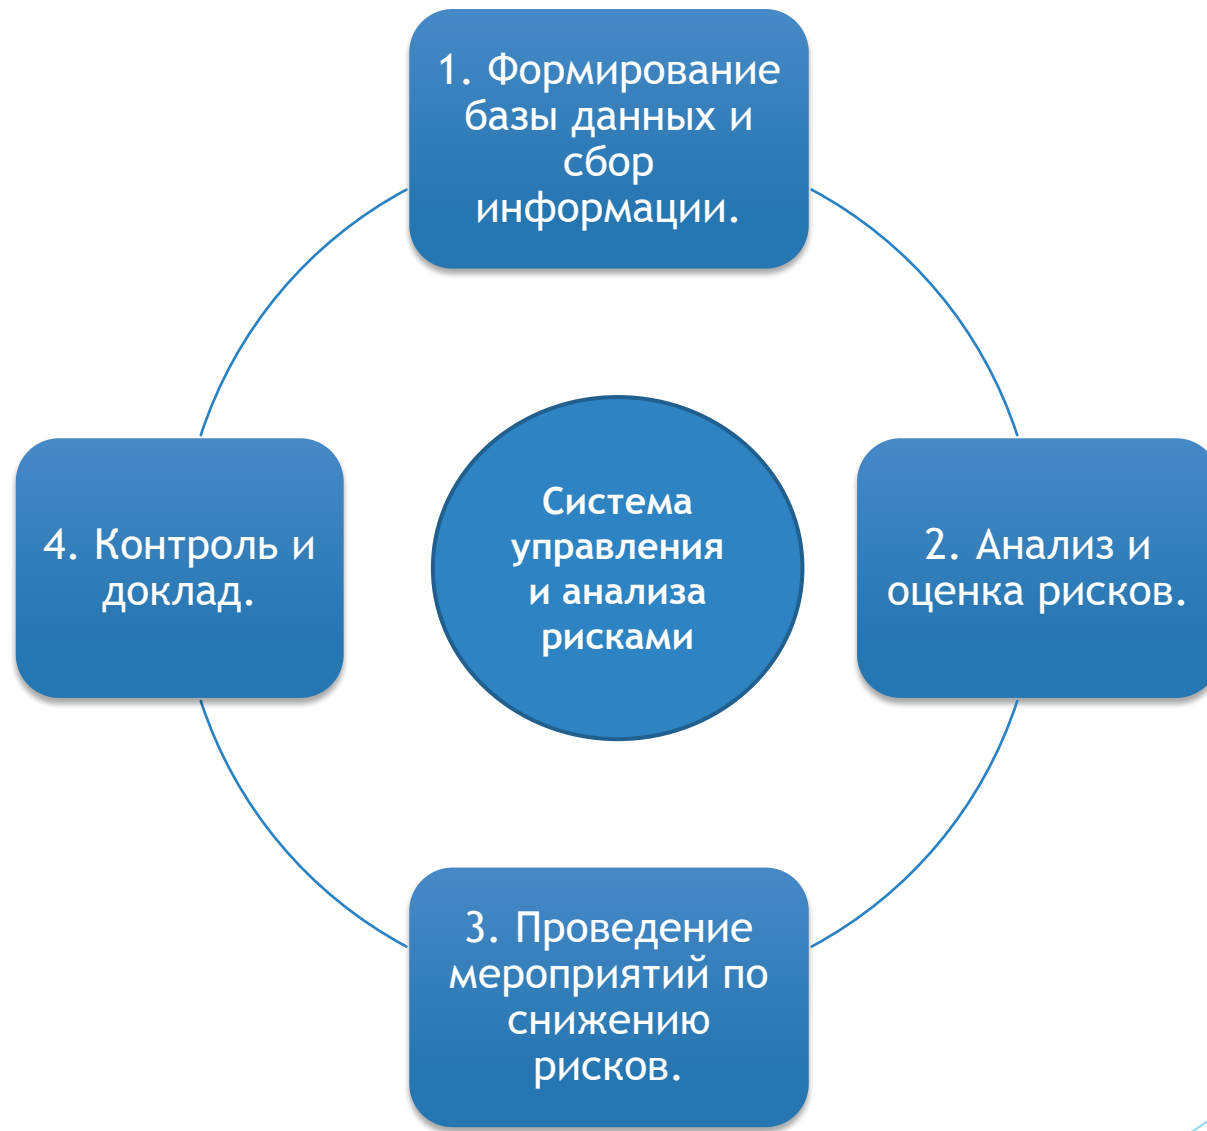 1. Формирование
базы данных и
сбор
информации.
2. Анализ и
оценка рисков.
3. Проведение
мероприятий по
снижению
рисков.
4. Контроль и
доклад.
Система
управления
и анализа
рисками